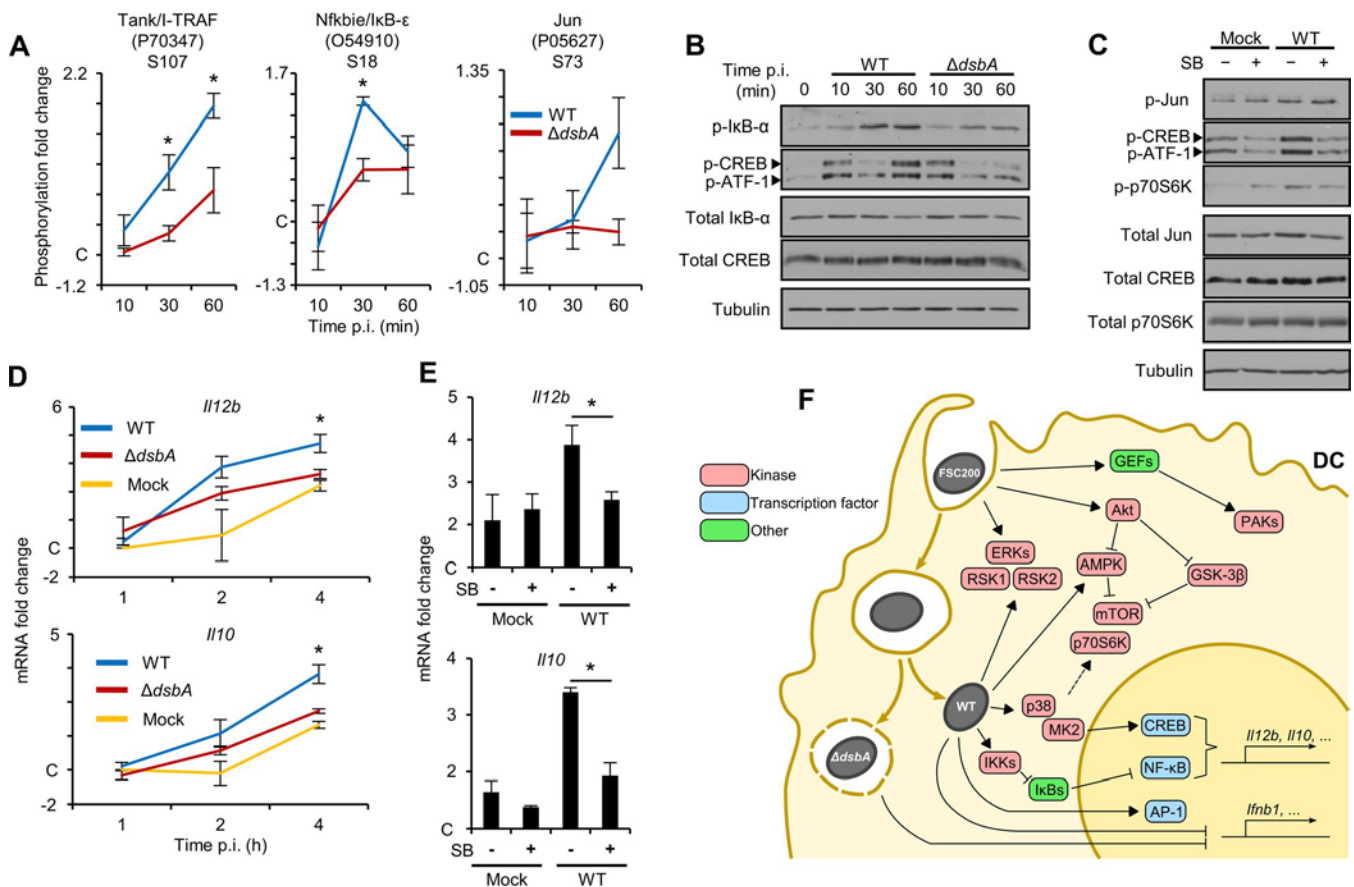 A
Tank/I-TRAF
(P70347)
S107
Nfkbie/IκB-ε
(O54910)
S18
Jun
(P05627)
S73
Phosphorylation fold change
2.2
C
-1.2
*
*
10 30 60
1.7
C
-1.3
*
10 30 60
1.35
C
-1.05
WT
ΔdsbA
10 30 60
Time p.i. (min)
B
Time p.i.
(min)
WT
ΔdsbA
0 10 30 60 10 30 60
p-IκB-α
p-CREB
p-ATF-1
Total IκB-α
Total CREB
Tubulin
C
Mock WT
SB – + – +
p-Jun
p-CREB
p-ATF-1
p-p70S6K
Total Jun
Total CREB
Total p70S6K
Tubulin
D
mRNA fold change
Il12b
6
C
-2
WT
ΔdsbA
Mock
*
1 2 4
Il10
5
C
-2
WT
ΔdsbA
Mock
*
1 2 4
Time p.i. (h)
E
mRNA fold change
Il12b
5
4
3
2
C
*
SB - + - +
Mock WT
Il10
4
3
2
C
*
SB - + - +
Mock WT
F
DC
Kinase
Transcription factor
Other
FSC200
GEFs
PAKs
Akt
ERKs
RSK1 RSK2
AMPK
GSK-3β
mTOR
p70S6K
WT
p38
MK2
CREB
Il12b, Il10, ...
IKKs
IκBs
NF-κB
ΔdsbA
AP-1
Ifnb1, ...